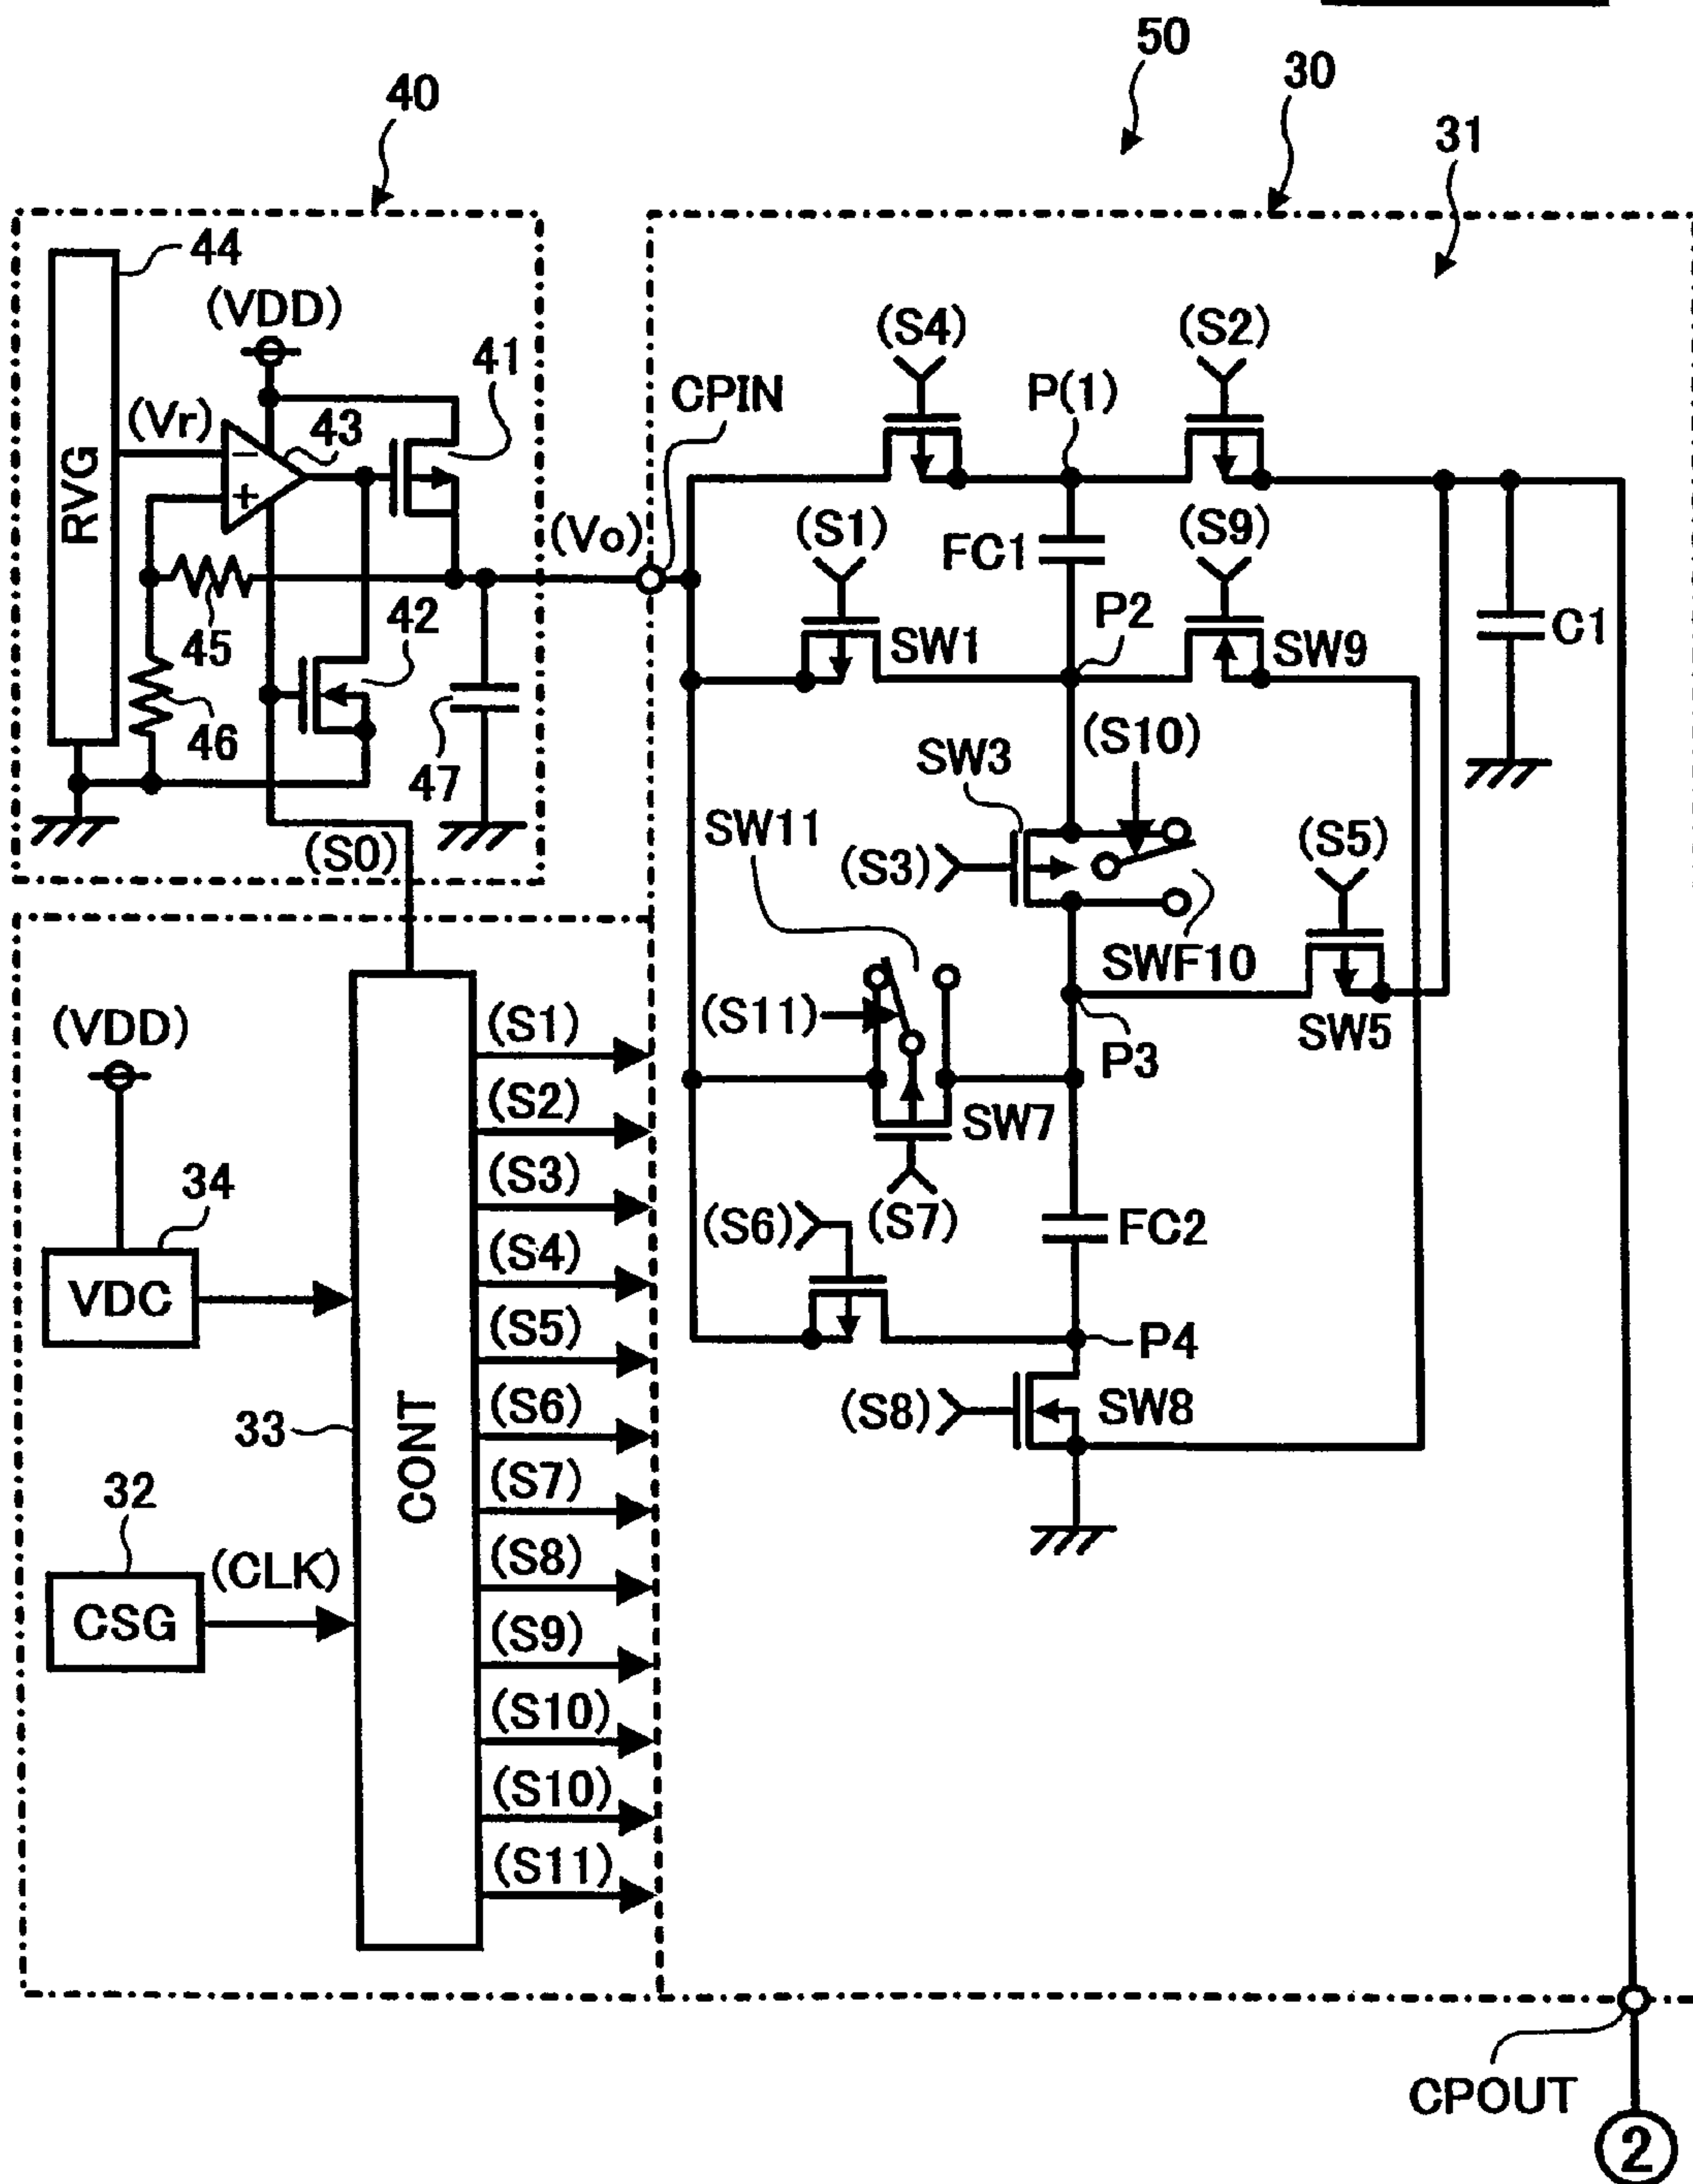 50
40
30
31
44
(VDD)
(S4)
(S2)
41
CPIN
P(1)
(Vr)
43
RVG
(Vo)
(S1)
FC1
(S9)
45
42
SW1
P2
SW9
C1
46
47
SW3
(S10)
SW11
(S0)
(S3)
(S5)
SWF10
(VDD)
(S1)
(S11)
SW5
P3
(S2)
SW7
34
(S3)
(S6)
(S7)
FC2
VDC
(S4)
(S5)
P4
33
CONT
(S6)
(S8)
SW8
32
(S7)
(CLK)
(S8)
CSG
(S9)
(S10)
(S10)
(S11)
CPOUT
2